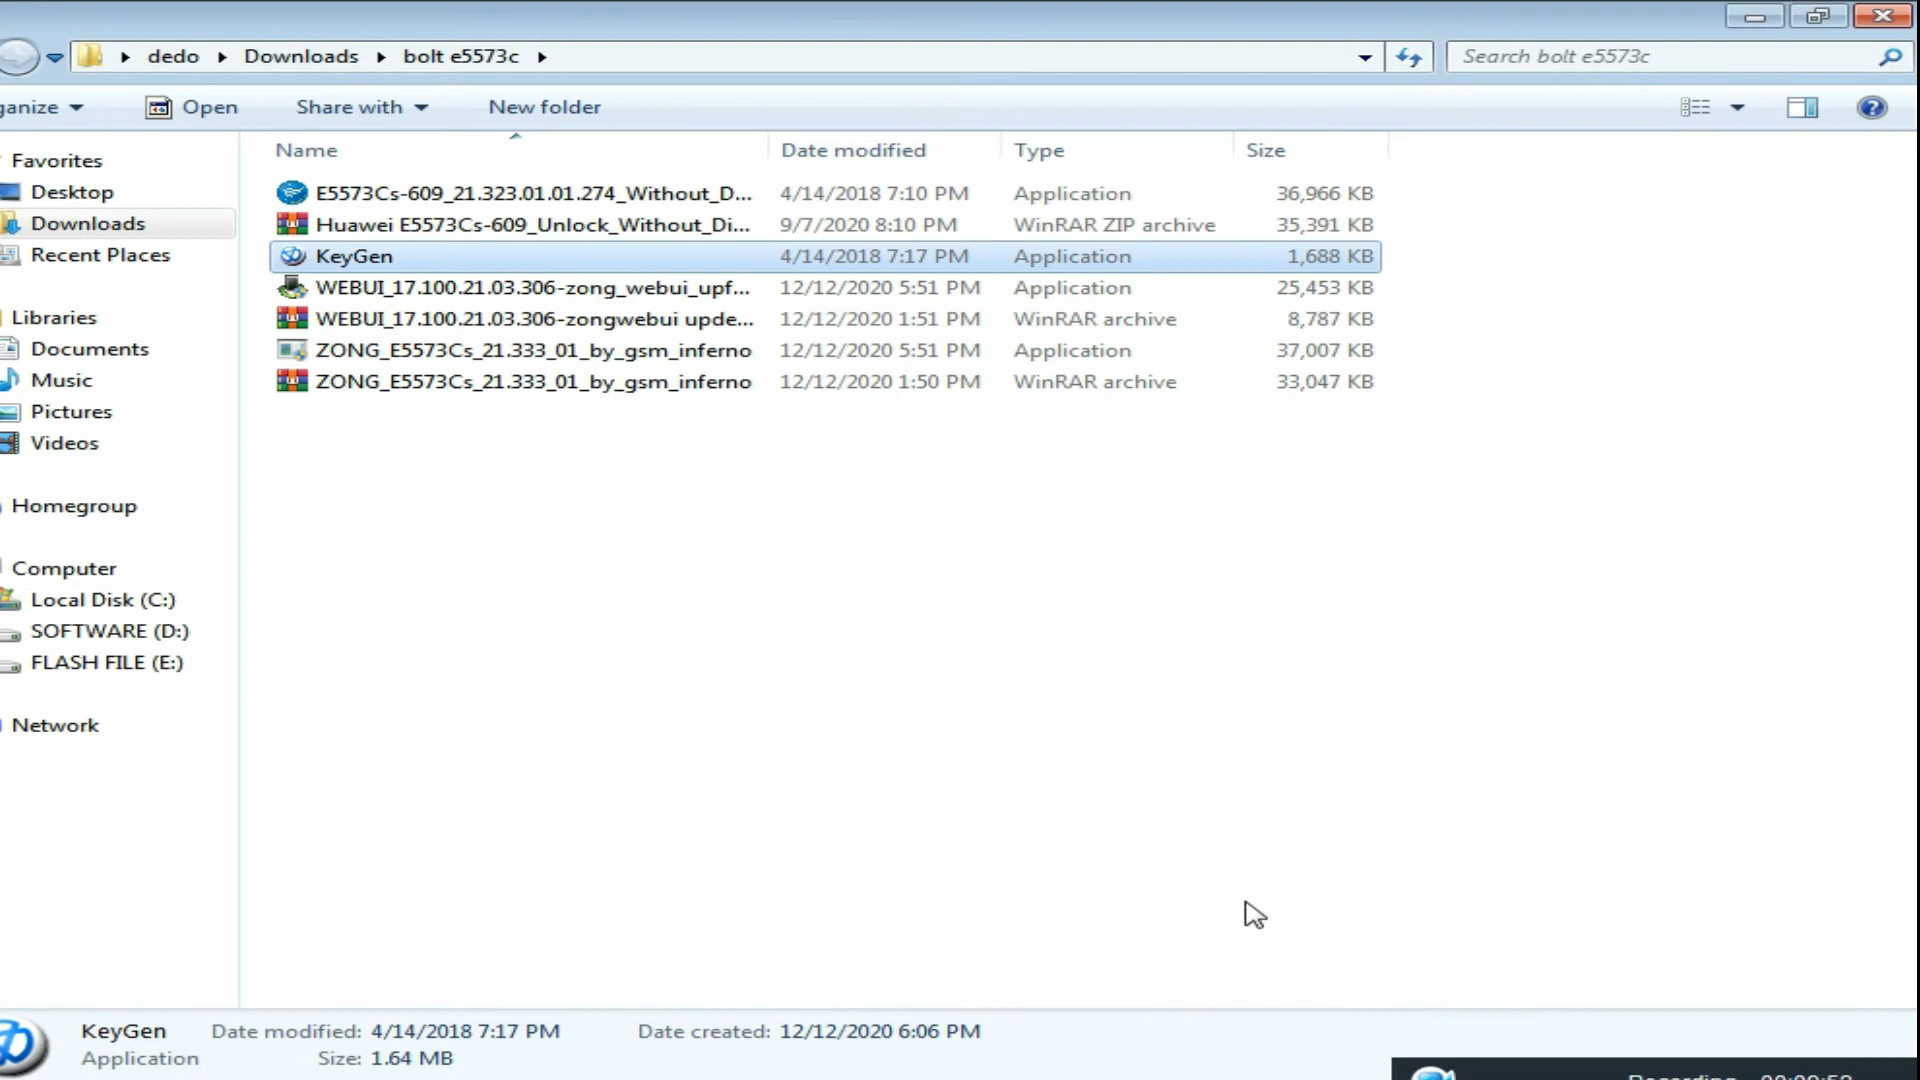 dedo Downloads bolt e5573c Search bolt e5573c
ganize Open Share with New folder
Name Date modified Type Size
Favorites
Desktop
Downloads
Recent Places
Libraries
Documents
Music
Pictures
Videos
Homegroup
Computer
Local Disk (C:)
SOFTWARE (D:)
FLASH FILE (E:)
Network
E5573Cs-609_21.323.01.01.274_Without_D... 4/14/2018 7:10 PM Application 36,966 KB
Huawei E5573Cs-609_Unlock_Without_Di... 9/7/2020 8:10 PM WinRAR ZIP archive 35,391 KB
KeyGen 4/14/2018 7:17 PM Application 1,688 KB
WEBUI_17.100.21.03.306-zong_webui_upf... 12/12/2020 5:51 PM Application 25,453 KB
WEBUI_17.100.21.03.306-zongwebui upde... 12/12/2020 1:51 PM WinRAR archive 8,787 KB
ZONG_E5573Cs_21.333_01_by_gsm_inferno 12/12/2020 5:51 PM Application 37,007 KB
ZONG_E5573Cs_21.333_01_by_gsm_inferno 12/12/2020 1:50 PM WinRAR archive 33,047 KB
KeyGen Date modified: 4/14/2018 7:17 PM Date created: 12/12/2020 6:06 PM
Application Size: 1.64 MB